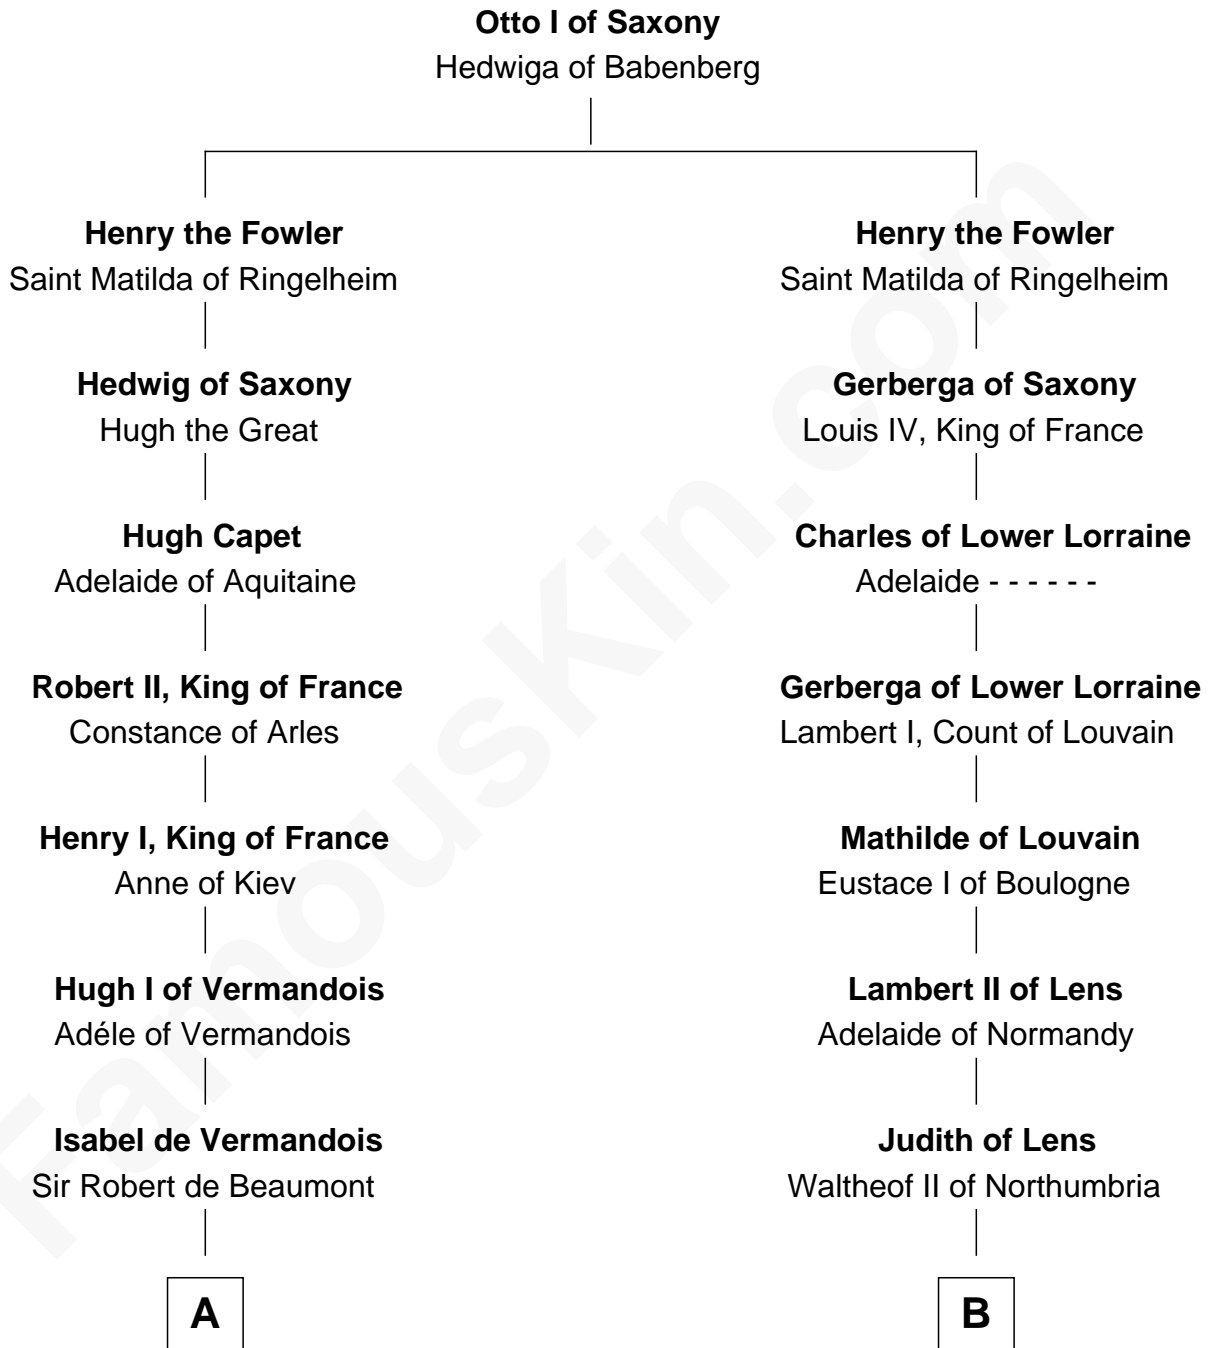 Otto I of Saxony
Hedwiga of Babenberg
Henry the Fowler
Saint Matilda of Ringelheim
Hedwig of Saxony
Hugh the Great
Hugh Capet
Adelaide of Aquitaine
Robert II, King of France
Constance of Arles
Henry I, King of France
Anne of Kiev
Hugh I of Vermandois
Adéle of Vermandois
Isabel de Vermandois
Sir Robert de Beaumont
A
Henry the Fowler
Saint Matilda of Ringelheim
Gerberga of Saxony
Louis IV, King of France
Charles of Lower Lorraine
Adelaide - - - - - -
Gerberga of Lower Lorraine
Lambert I, Count of Louvain
Mathilde of Louvain
Eustace I of Boulogne
Lambert II of Lens
Adelaide of Normandy
Judith of Lens
Waltheof II of Northumbria
B
FamousKin.com